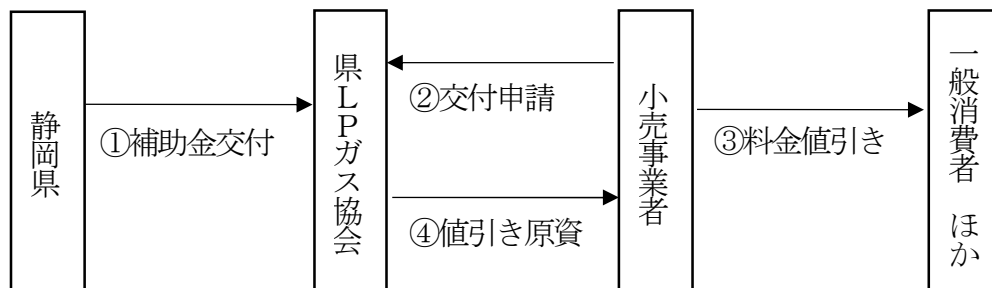 静岡県
①補助金交付
県ＬＰガス協会
②交付申請
④値引き原資
小売事業者
③料金値引き
一般消費者　ほか